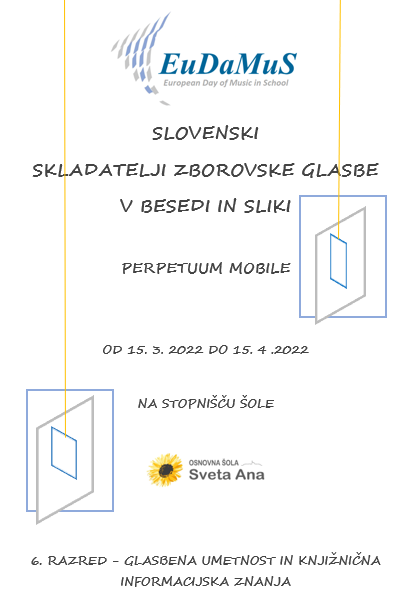 EuDaMuS
European Day of Music in School
SLOVENSKI
SKLADATELJI ZBOROVSKE GLASBE
V BESEDI IN SLIKI
PERPETUUM MOBILE
OD 15. 3. 2022 DO 15. 4 .2022
NA STOPNIŠČU ŠOLE
OSNOVNA ŠOLA
Sveta Ana
6. RAZRED - GLASBENA UMETNOST IN KNJIŽNIČNA
INFORMACIJSKA ZNANJA